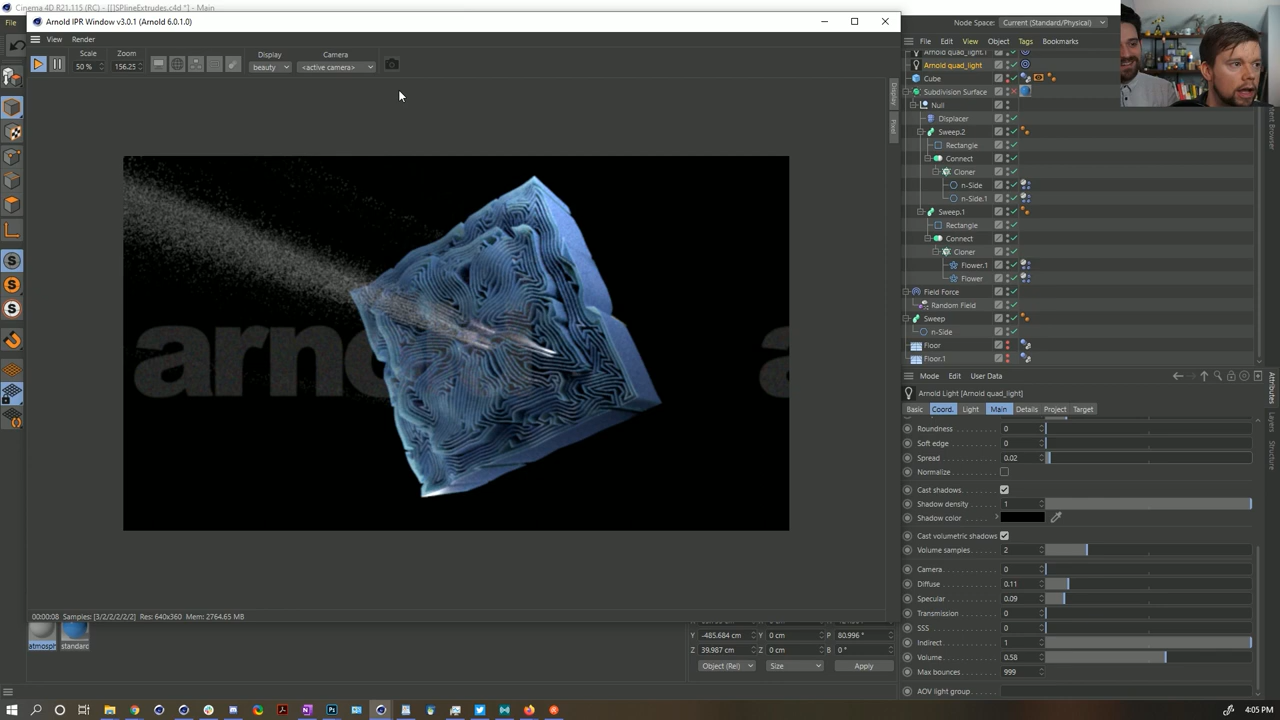 Cinema 4D R21.115 (RC) - [[]SPlineExtrudes.c4d *] - Main
File
Arnold IPR Window v3.0.1 (Arnold 6.0.1.0)
View Render
Scale Zoom Display Camera
50 % 156.25 beauty <active camera>
Display
Pixel
arno
a
00:00:08 Samples: [3/2/2/2/2/2] Res: 640x360 Mem: 2764.65 MB
atmosph standarc
Y -485.684 cm Y 0 cm P 80.996 °
Z 39.987 cm Z 0 cm B 0 °
Object (Rel) Size Apply
Node Space: Current (Standard/Physical)
File Edit View Object Tags Bookmarks
Arnold quad_light.1
Arnold quad_light
Cube
Subdivision Surface
Null
Displacer
Sweep.2
Rectangle
Connect
Cloner
n-Side
n-Side.1
Sweep.1
Rectangle
Connect
Cloner
Flower.1
Flower
Field Force
Random Field
Sweep
n-Side
Floor
Floor.1
Mode Edit User Data
Arnold Light [Arnold quad_light]
Basic Coord. Light Main Details Project Target
Roundness 0
Soft edge 0
Spread 0.02
Normalize
Cast shadows
Shadow density 1
Shadow color
Cast volumetric shadows
Volume samples 2
Camera 0
Diffuse 0.11
Specular 0.09
Transmission 0
SSS 0
Indirect 1
Volume 0.58
Max bounces 999
AOV light group
Attributes
Layers
Structure
4:05 PM